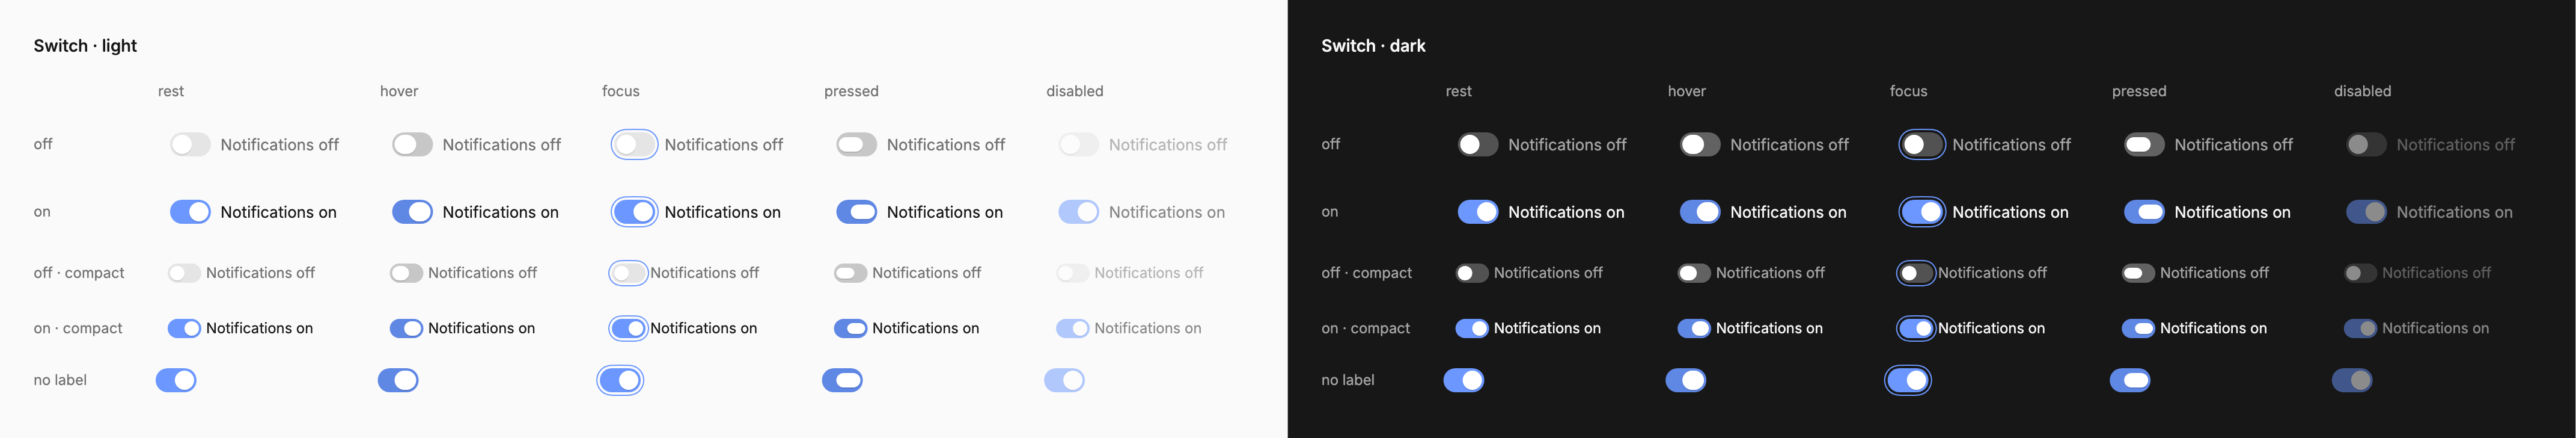 Switch · light
rest hover focus pressed disabled
off Notifications off Notifications off Notifications off Notifications off Notifications off
on Notifications on Notifications on Notifications on Notifications on Notifications on
off · compact Notifications off Notifications off Notifications off Notifications off Notifications off
on · compact Notifications on Notifications on Notifications on Notifications on Notifications on
no label
Switch · dark
rest hover focus pressed disabled
off Notifications off Notifications off Notifications off Notifications off Notifications off
on Notifications on Notifications on Notifications on Notifications on Notifications on
off · compact Notifications off Notifications off Notifications off Notifications off Notifications off
on · compact Notifications on Notifications on Notifications on Notifications on Notifications on
no label